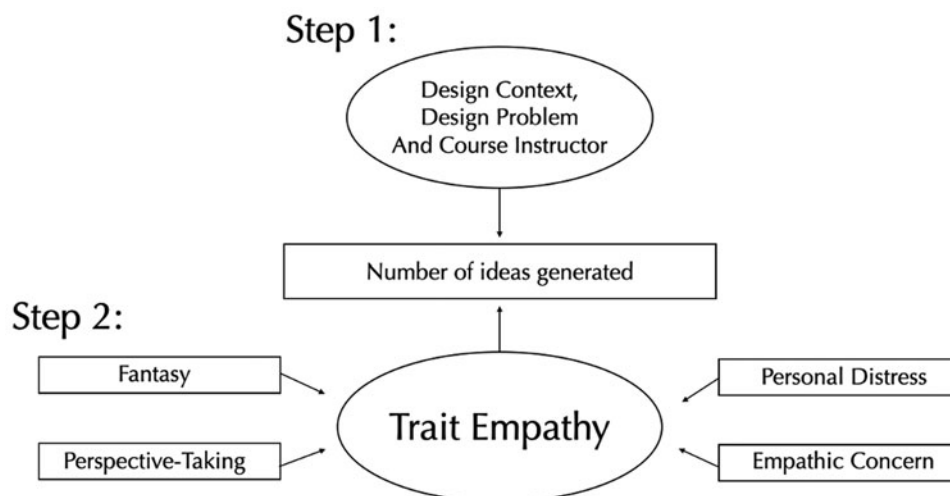 Step 1:
Design Context,
Design Problem
And Course Instructor
Number of ideas generated
Step 2:
Fantasy
Personal Distress
Trait Empathy
Perspective-Taking
Empathic Concern